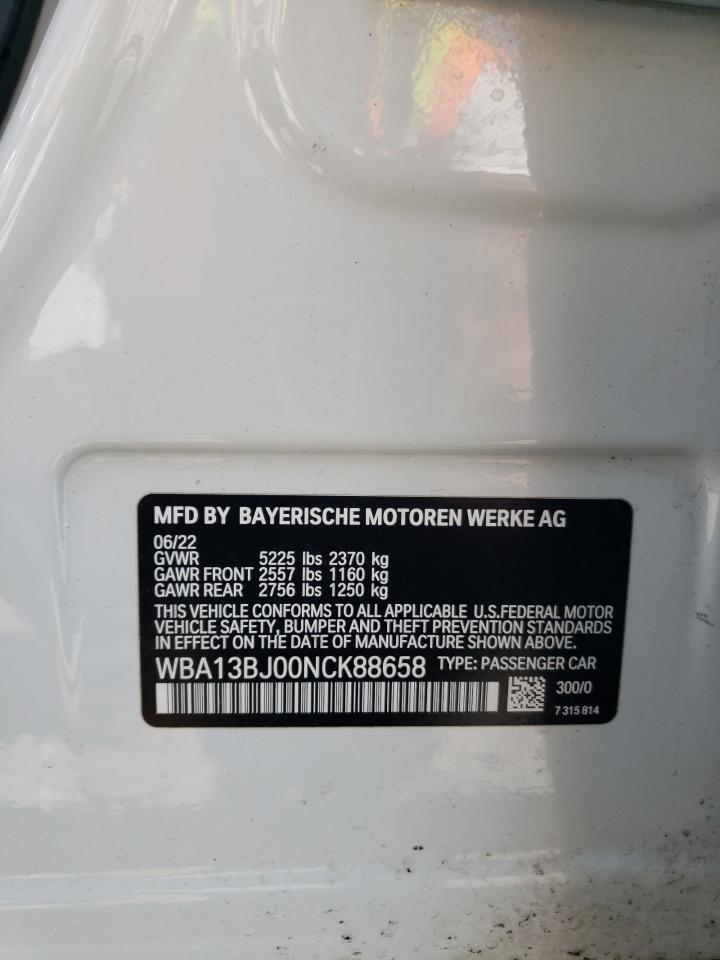 MFD BY BAYERISCHE MOTOREN WERKE AG
06/22
GVWR 5225 lbs 2370 kg
GAWR FRONT 2557 lbs 1160 kg
GAWR REAR 2756 lbs 1250 kg
THIS VEHICLE CONFORMS TO ALL APPLICABLE U.S.FEDERAL MOTOR
VEHICLE SAFETY, BUMPER AND THEFT PREVENTION STANDARDS
IN EFFECT ON THE DATE OF MANUFACTURE SHOWN ABOVE.
WBA13BJ00NCK88658 TYPE: PASSENGER CAR
300/0
7 315 814